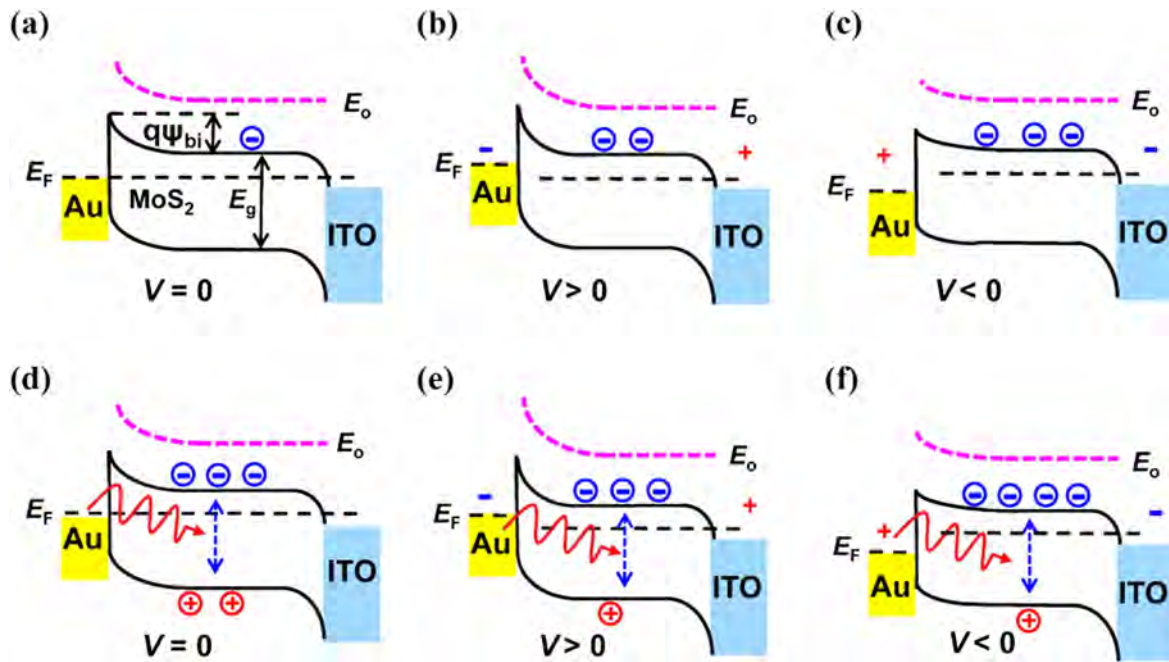 (a)
(b)
(c)
Eo
qψbi
EF
Au
MoS2
Eg
ITO
V = 0
Eo
-
+
EF
Au
ITO
V > 0
Eo
+
-
EF
Au
ITO
V < 0
(d)
(e)
(f)
Eo
EF
Au
ITO
V = 0
Eo
-
+
EF
Au
ITO
V > 0
Eo
+
-
EF
Au
ITO
V < 0